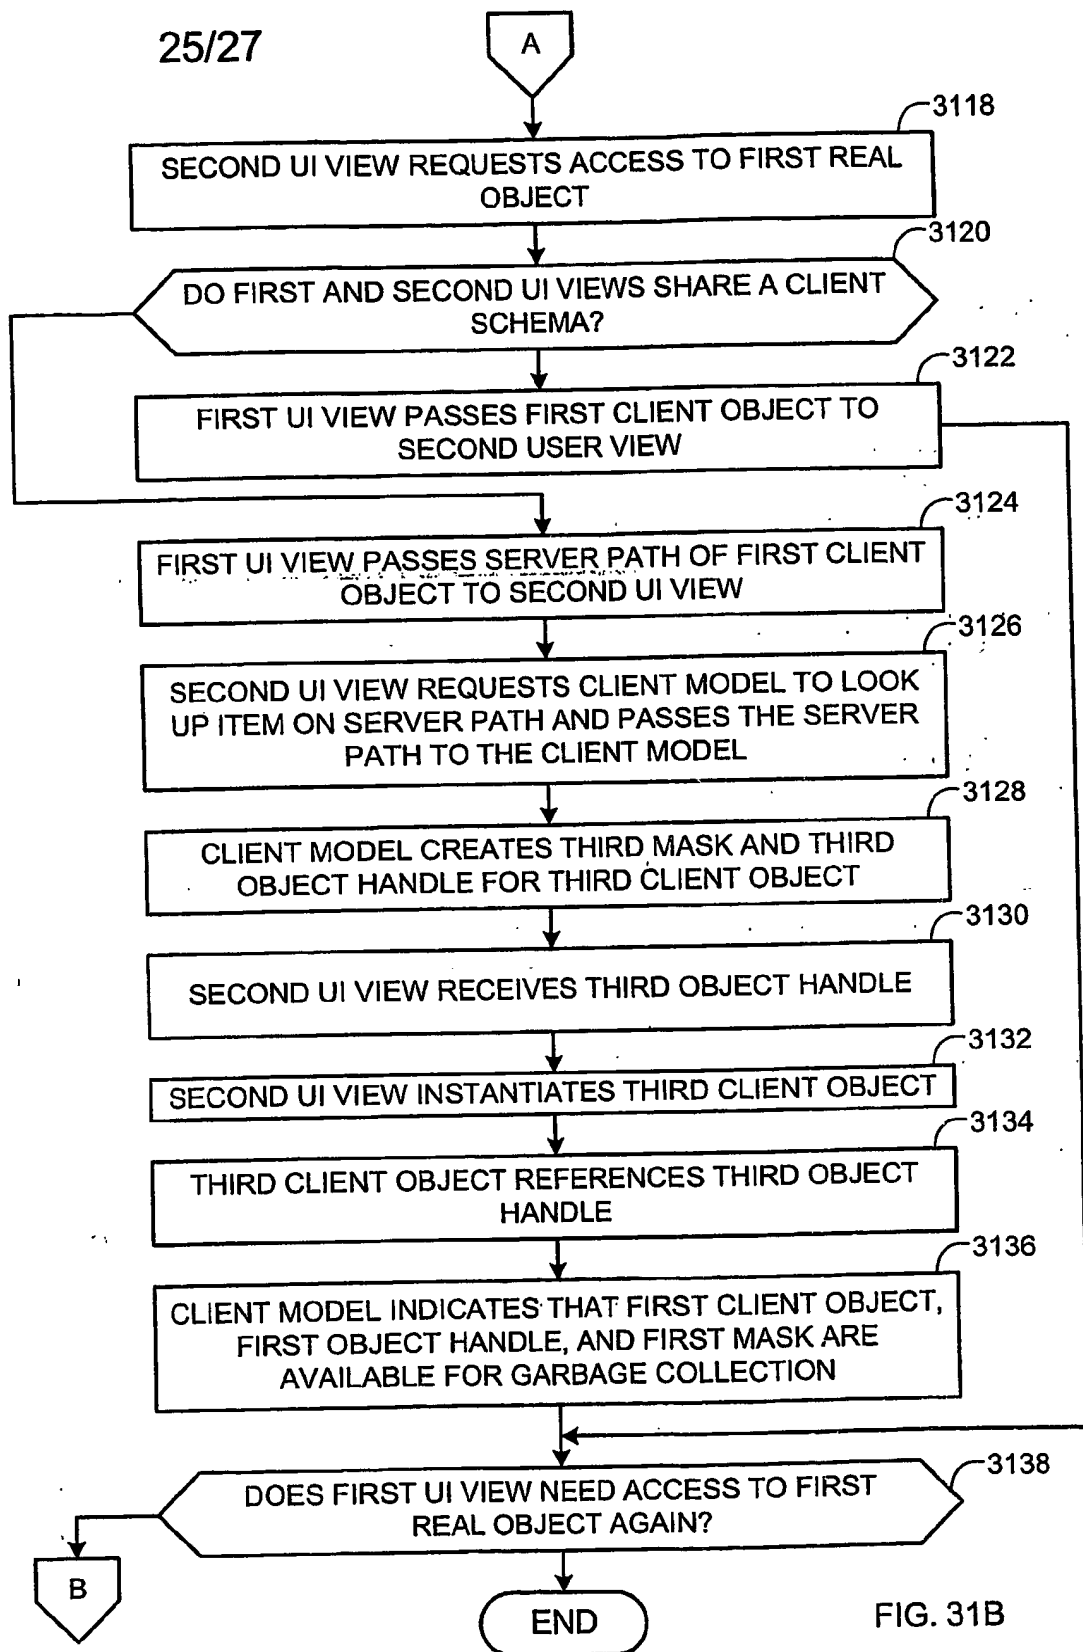 25/27
A
3118
SECOND UI VIEW REQUESTS ACCESS TO FIRST REAL
OBJECT
3120
DO FIRST AND SECOND UI VIEWS SHARE A CLIENT
SCHEMA?
3122
FIRST UI VIEW PASSES FIRST CLIENT OBJECT TO
SECOND USER VIEW
3124
FIRST UI VIEW PASSES SERVER PATH OF FIRST CLIENT
OBJECT TO SECOND UI VIEW
3126
SECOND UI VIEW REQUESTS CLIENT MODEL TO LOOK
UP ITEM ON SERVER PATH AND PASSES THE SERVER
PATH TO THE CLIENT MODEL
3128
CLIENT MODEL CREATES THIRD MASK AND THIRD
OBJECT HANDLE FOR THIRD CLIENT OBJECT
3130
SECOND UI VIEW RECEIVES THIRD OBJECT HANDLE
3132
SECOND UI VIEW INSTANTIATES THIRD CLIENT OBJECT
3134
THIRD CLIENT OBJECT REFERENCES THIRD OBJECT
HANDLE
3136
CLIENT MODEL INDICATES THAT FIRST CLIENT OBJECT,
FIRST OBJECT HANDLE, AND FIRST MASK ARE
AVAILABLE FOR GARBAGE COLLECTION
3138
DOES FIRST UI VIEW NEED ACCESS TO FIRST
REAL OBJECT AGAIN?
B
END
FIG. 31B